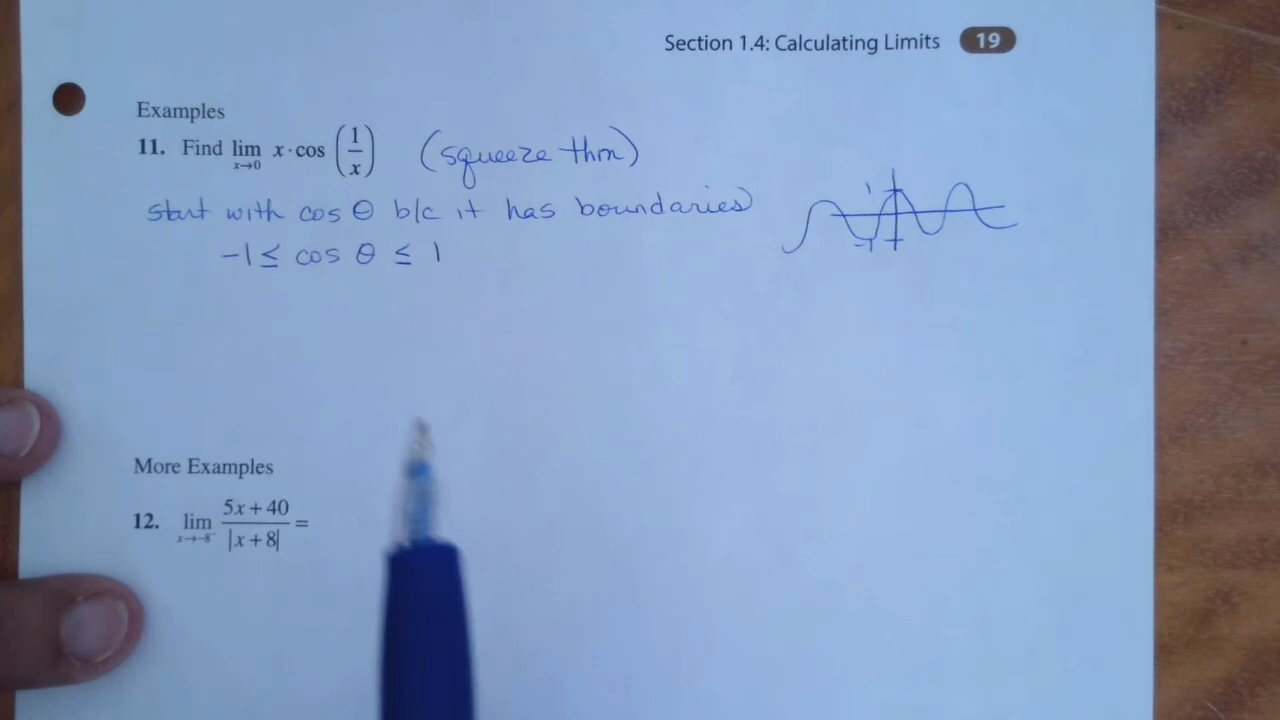 Section 1.4: Calculating Limits 19
Examples
11. Find lim x→0 x·cos (1/x) (squeeze thm)
start with cos θ b/c it has boundaries
-1 ≤ cos θ ≤ 1
1
-1
More Examples
12. lim x→-8⁻ 5x+40/|x+8| =